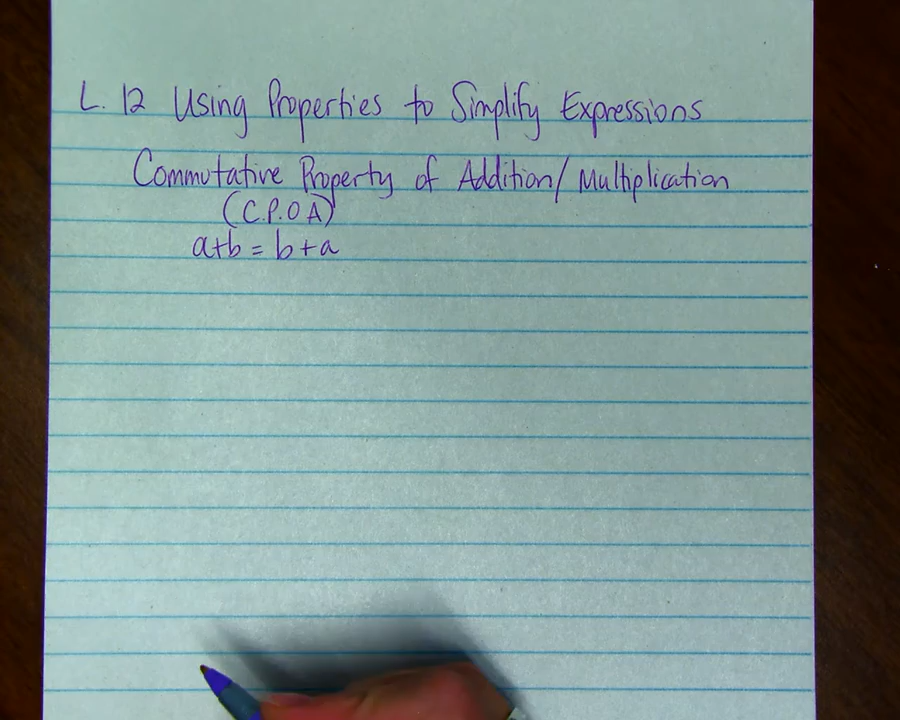 L. 12 Using Properties to Simplify Expressions
Commutative Property of Addition/Multiplication
(C.P.O A)
a+b = b+a